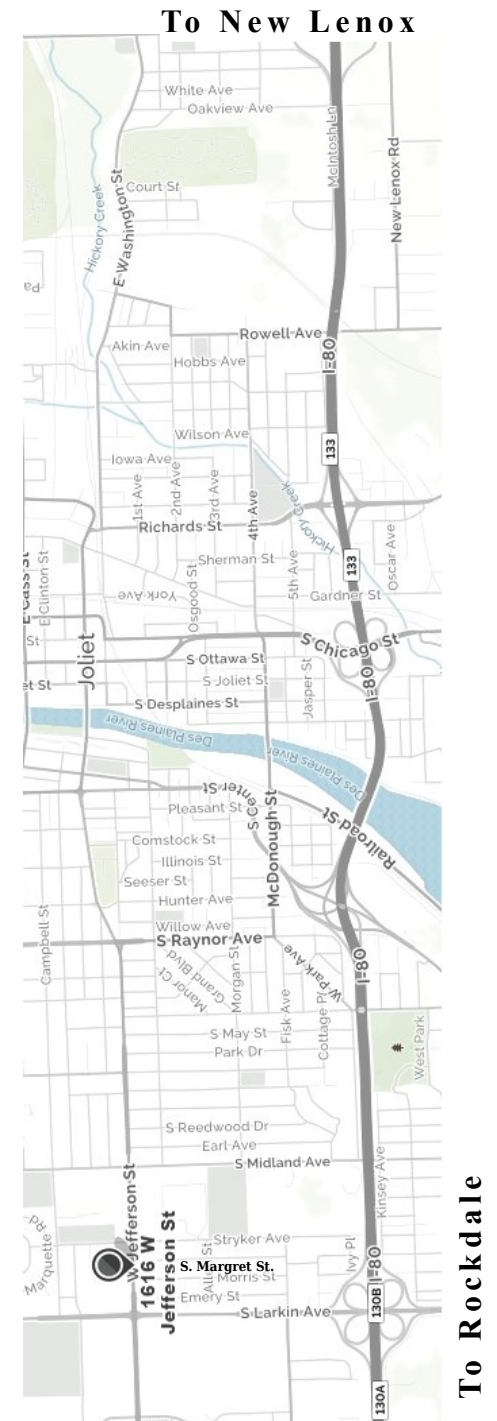 To New Lenox
White Ave
Oakview Ave
McIntosh Ln
New Lenox Rd
Court St
Hickory Creek
E Washington St
Rowell Ave
Akin Ave
Hobbs Ave
I-80
Wilson Ave
133
Iowa Ave
1st Ave
2nd Ave
3rd Ave
4th Ave
Richards St
Hickory Creek
Sherman St
5th Ave
133
Oscar Ave
E Cass St
E Clinton St
York Ave
Osgood St
Gardner St
St
Joliet
S Chicago St
S Ottawa St
S Joliet St
Jasper St
I-80
et St
S Desplaines St
Des Plaines River
Des Plaines River
Des Plaines River
S Center St
Center St
Pleasant St
McDonough St
Railroad St
Comstock St
Illinois St
Seeser St
Hunter Ave
Willow Ave
S Raynor Ave
Campbell St
Manor Ct
Grand Blvd
Morgan St
W Park Ave
I-80
Fisk Ave
Cottage Pl
S May St
Park Dr
West Park
S Reedwood Dr
Earl Ave
S Midland Ave
Kinsey Ave
W Jefferson St
Marquette Rd
Stryker Ave
Ivy Pl
I-80
1616 W
Jefferson St
S. Margret St.
Morris St
Emery St
S Larkin Ave
130B
130A
To Rockdale